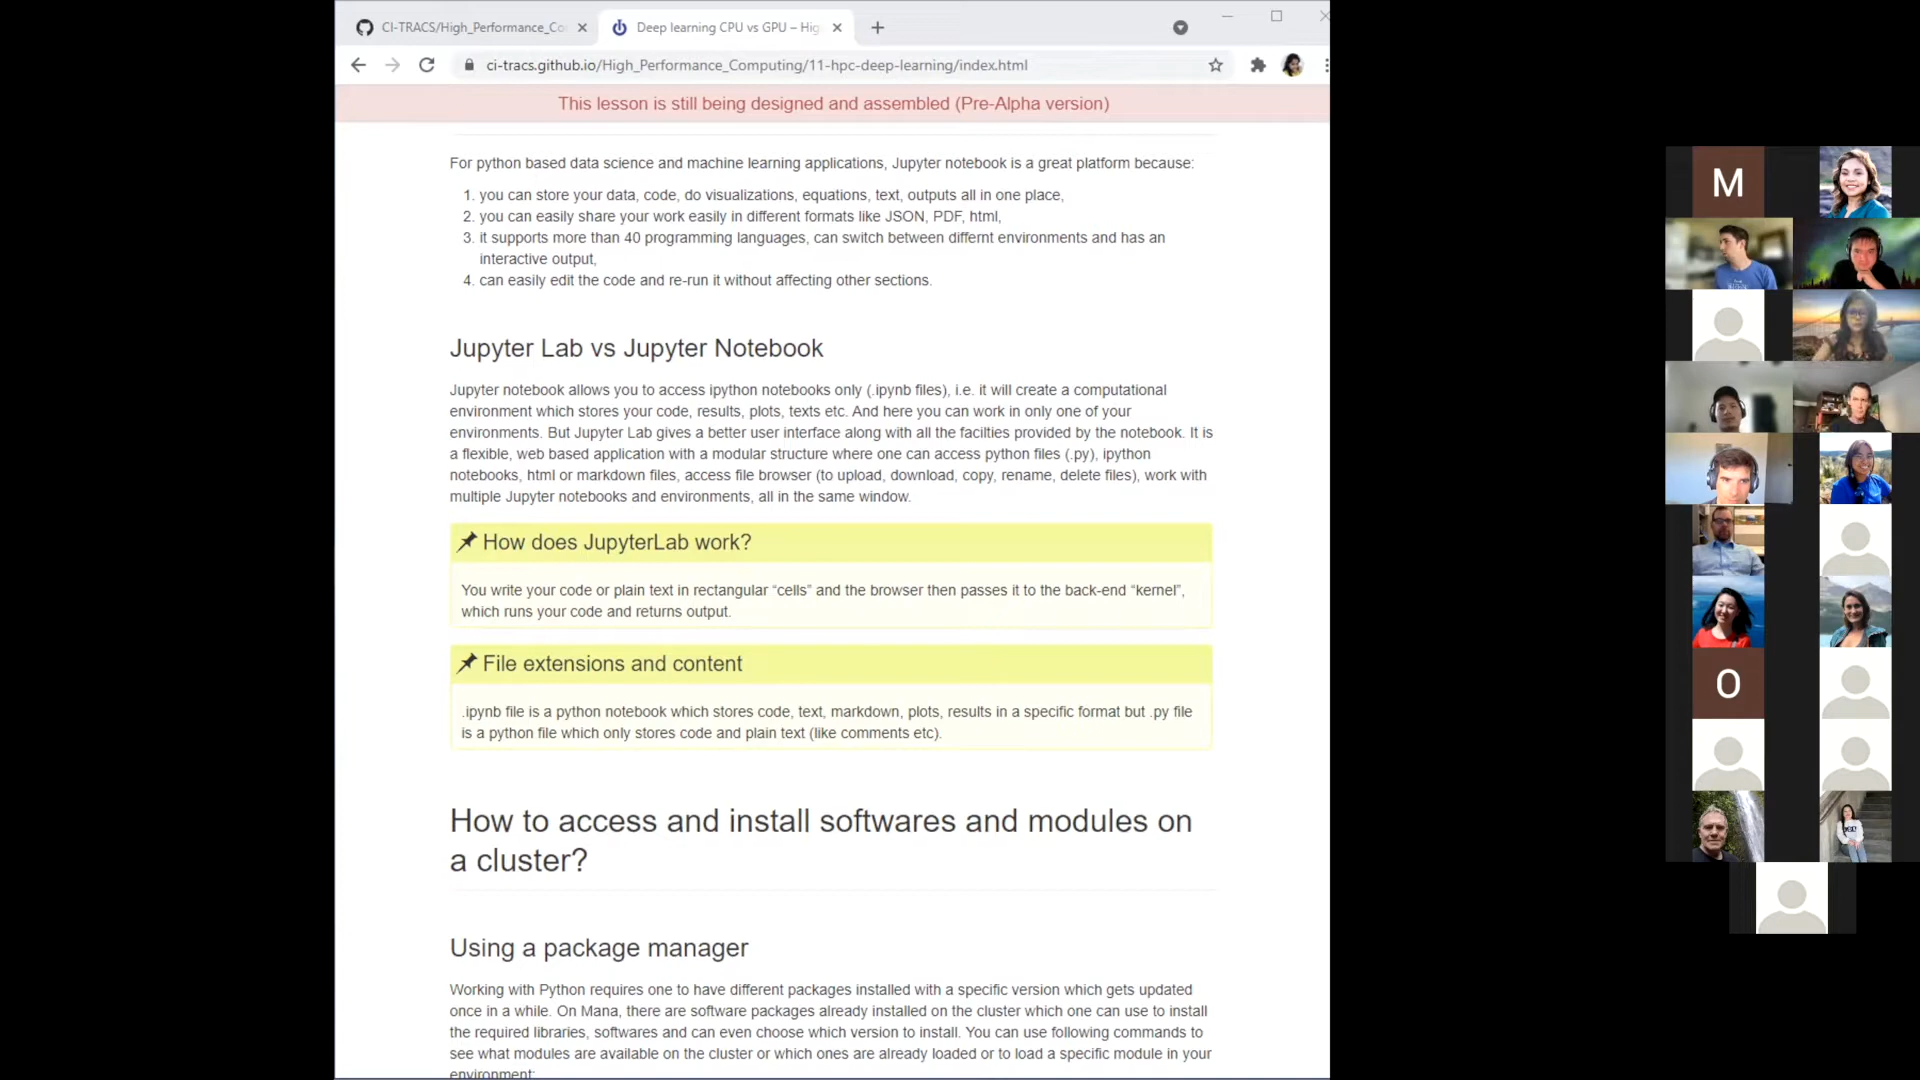 CI-TRACS/High_Performance_Co
Deep learning CPU vs GPU – Hig
ci-tracs.github.io/High_Performance_Computing/11-hpc-deep-learning/index.html
This lesson is still being designed and assembled (Pre-Alpha version)
For python based data science and machine learning applications, Jupyter notebook is a great platform because:
1. you can store your data, code, do visualizations, equations, text, outputs all in one place,
2. you can easily share your work easily in different formats like JSON, PDF, html,
3. it supports more than 40 programming languages, can switch between differnt environments and has an
interactive output,
4. can easily edit the code and re-run it without affecting other sections.
Jupyter Lab vs Jupyter Notebook
Jupyter notebook allows you to access ipython notebooks only (.ipynb files), i.e. it will create a computational
environment which stores your code, results, plots, texts etc. And here you can work in only one of your
environments. But Jupyter Lab gives a better user interface along with all the facilties provided by the notebook. It is
a flexible, web based application with a modular structure where one can access python files (.py), ipython
notebooks, html or markdown files, access file browser (to upload, download, copy, rename, delete files), work with
multiple Jupyter notebooks and environments, all in the same window.
How does JupyterLab work?
You write your code or plain text in rectangular “cells” and the browser then passes it to the back-end “kernel”,
which runs your code and returns output.
File extensions and content
.ipynb file is a python notebook which stores code, text, markdown, plots, results in a specific format but .py file
is a python file which only stores code and plain text (like comments etc).
How to access and install softwares and modules on
a cluster?
Using a package manager
Working with Python requires one to have different packages installed with a specific version which gets updated
once in a while. On Mana, there are software packages already installed on the cluster which one can use to install
the required libraries, softwares and can even choose which version to install. You can use following commands to
see what modules are available on the cluster or which ones are already loaded or to load a specific module in your
environment:
M
O